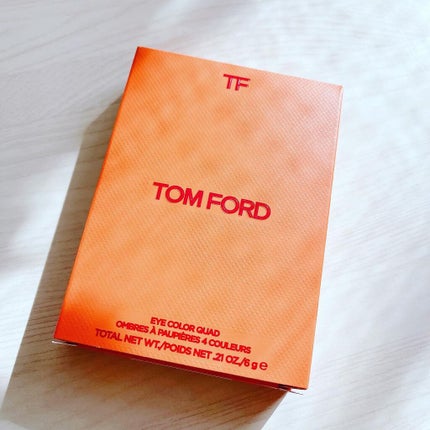 TF
TOM FORD
EYE COLOR QUAD
OMBRES À PAUPIÈRES 4 COULEURS
TOTAL NET WT./POIDS NET .21 OZ./6 g ℮